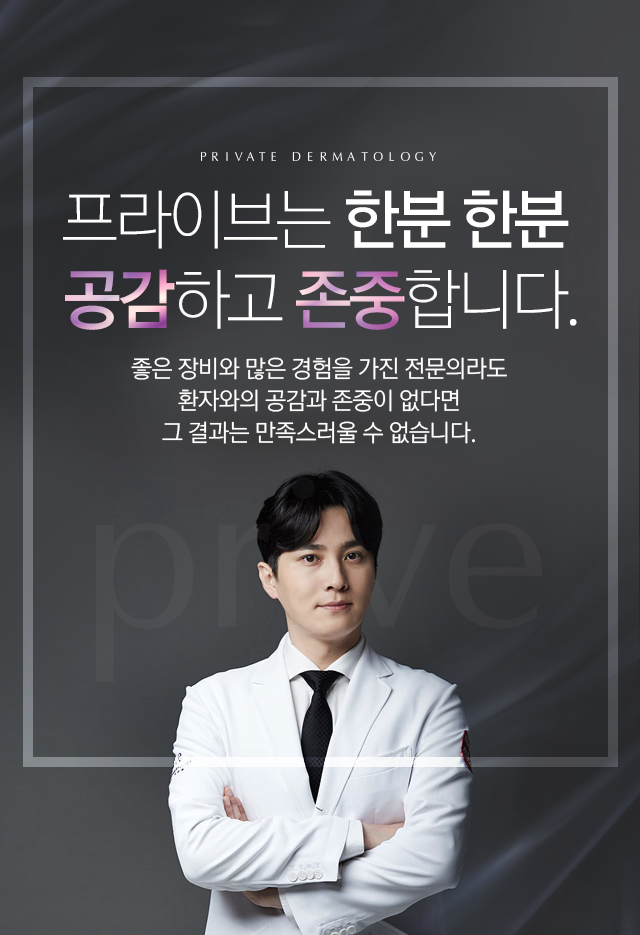 PRIVATE DERMATOLOGY
프라이브는 한분 한분
공감하고 존중합니다.
좋은 장비와 많은 경험을 가진 전문의라도
환자와의 공감과 존중이 없다면
그 결과는 만족스러울 수 없습니다.